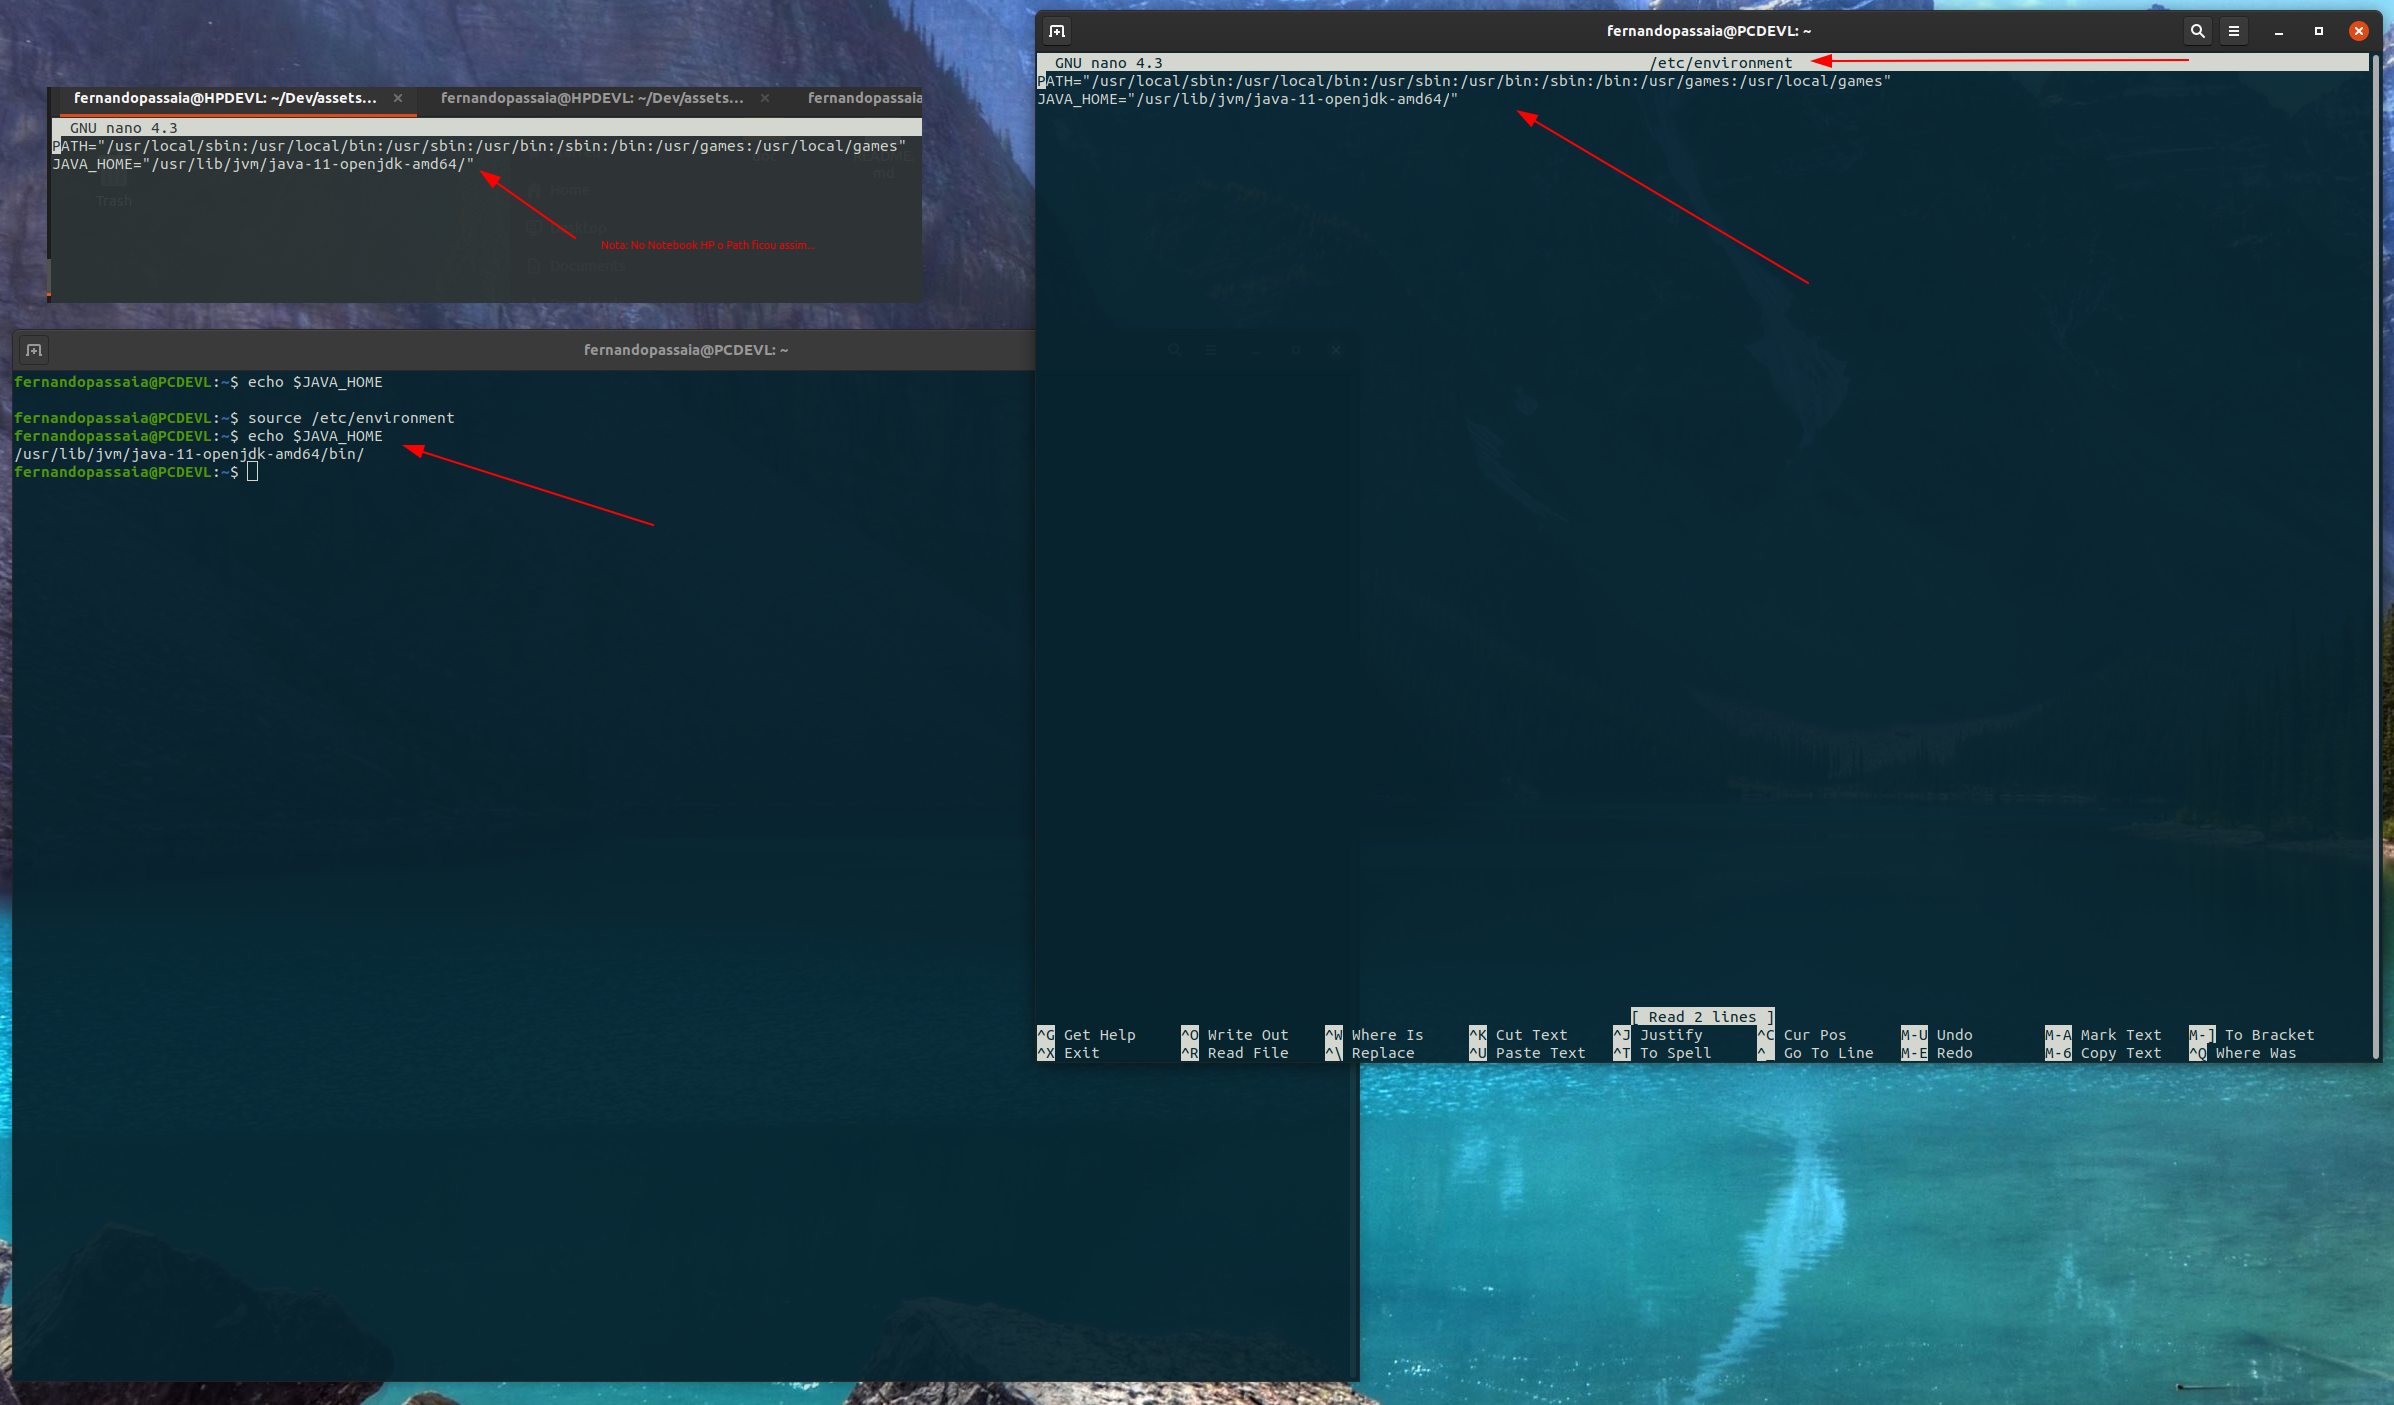 fernandopassaia@HPDEVL: ~/Dev/assets...
fernandopassaia@HPDEVL: ~/Dev/assets...
fernandopassaia
GNU nano 4.3
PATH="/usr/local/sbin:/usr/local/bin:/usr/sbin:/usr/bin:/sbin:/bin:/usr/games:/usr/local/games"
JAVA_HOME="/usr/lib/jvm/java-11-openjdk-amd64/"
README.
md
Trash
Home
Desktop
Nota: No Notebook HP o Path ficou assim...
Documents
fernandopassaia@PCDEVL: ~
fernandopassaia@PCDEVL:~$ echo $JAVA_HOME
fernandopassaia@PCDEVL:~$ source /etc/environment
fernandopassaia@PCDEVL:~$ echo $JAVA_HOME
/usr/lib/jvm/java-11-openjdk-amd64/bin/
fernandopassaia@PCDEVL:~$
fernandopassaia@PCDEVL: ~
GNU nano 4.3 /etc/environment
PATH="/usr/local/sbin:/usr/local/bin:/usr/sbin:/usr/bin:/sbin:/bin:/usr/games:/usr/local/games"
JAVA_HOME="/usr/lib/jvm/java-11-openjdk-amd64/"
[ Read 2 lines ]
^G Get Help ^O Write Out ^W Where Is ^K Cut Text ^J Justify ^C Cur Pos M-U Undo M-A Mark Text M-] To Bracket
^X Exit ^R Read File ^\ Replace ^U Paste Text ^T To Spell ^_ Go To Line M-E Redo M-6 Copy Text ^Q Where Was